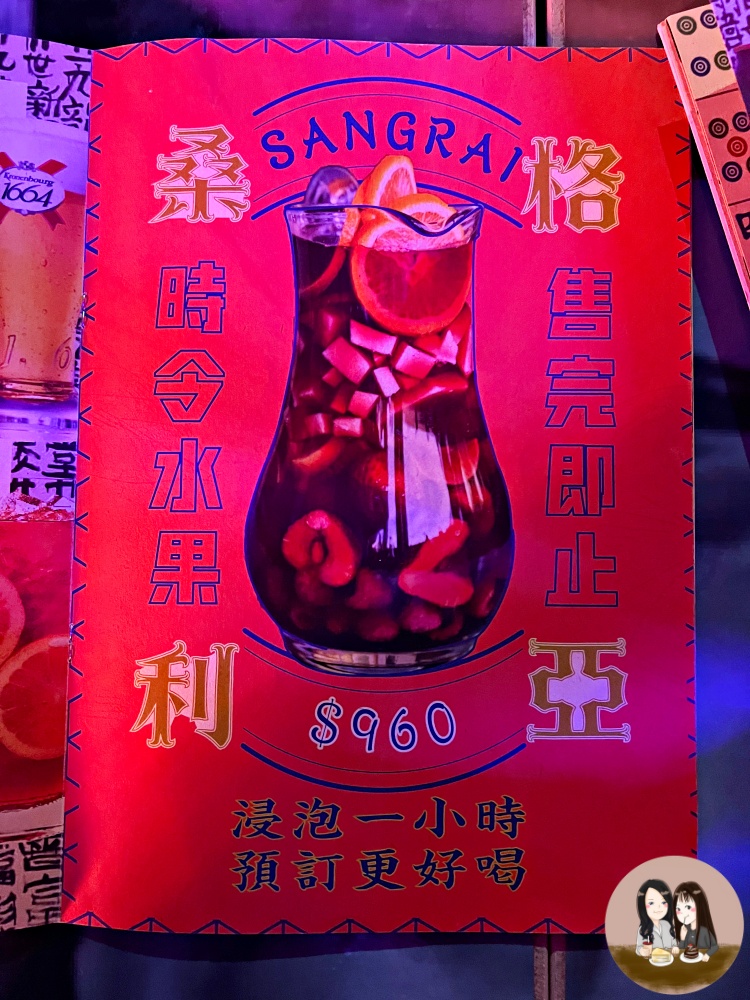 SANGRAI
桑格
時令水果
售完即止
利亞
$960
浸泡一小時
預訂更好喝
Kronenbourg
1664